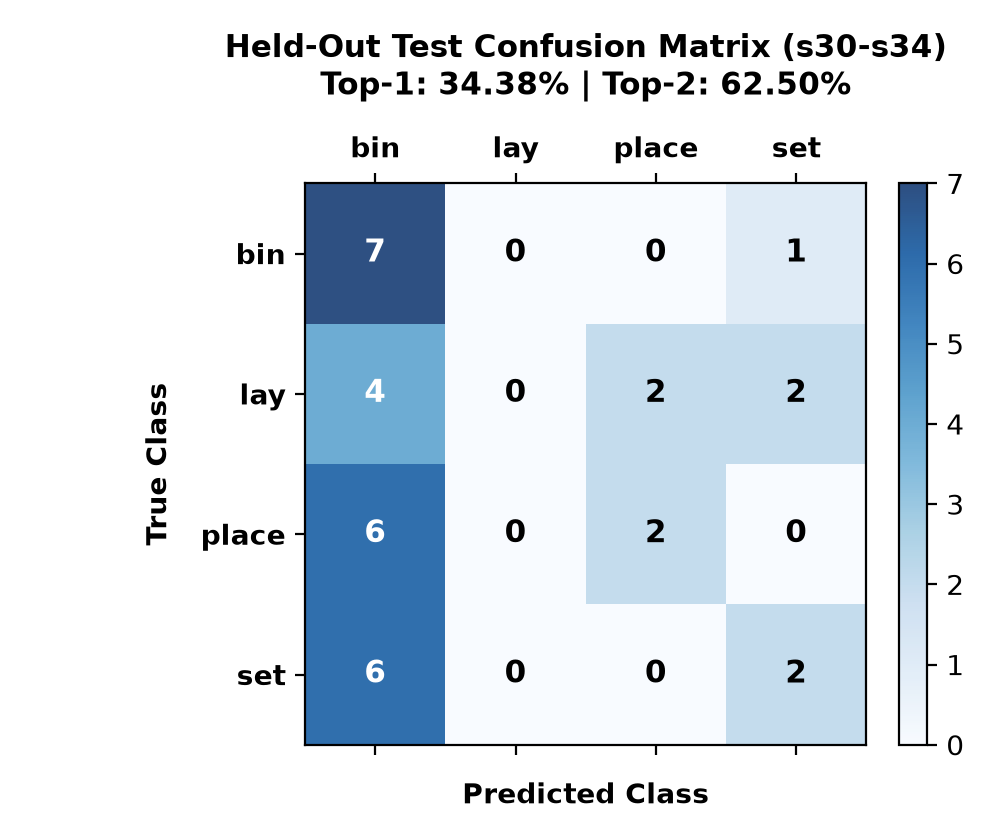 Held-Out Test Confusion Matrix (s30-s34)
Top-1: 34.38% | Top-2: 62.50%
bin lay place set
bin 7 0 0 1
lay 4 0 2 2
place 6 0 2 0
set 6 0 0 2
True Class
Predicted Class
7
6
5
4
3
2
1
0